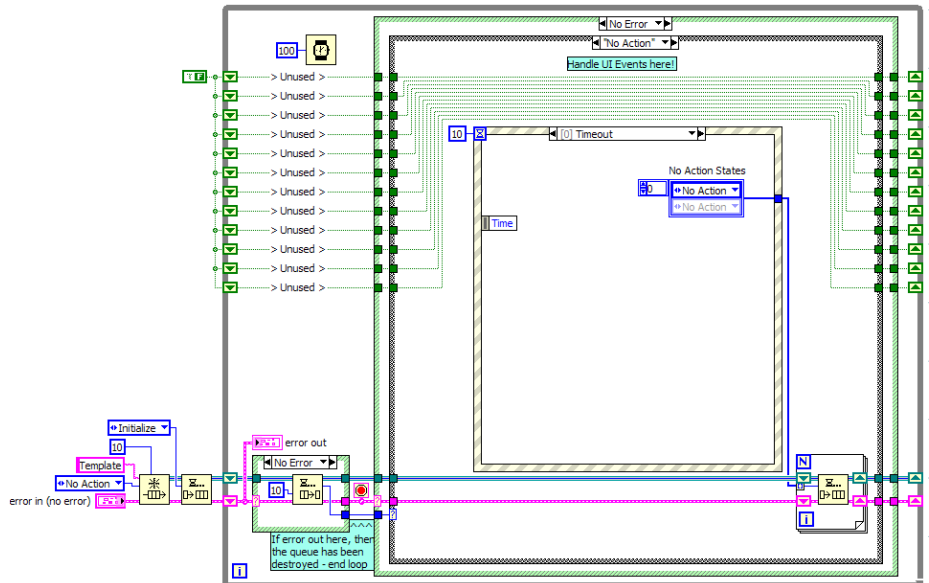 No Error
"No Action"
100
Handle UI Events here!
F
> Unused >
> Unused >
> Unused >
> Unused >
> Unused >
> Unused >
> Unused >
> Unused >
> Unused >
> Unused >
> Unused >
> Unused >
10
[0] Timeout
No Action States
0
No Action
No Action
Time
Initialize
10
error out
Template
No Error
N
No Action
10
?
?
?
error in (no error)
i
If error out here, then
the queue has been
destroyed - end loop
i